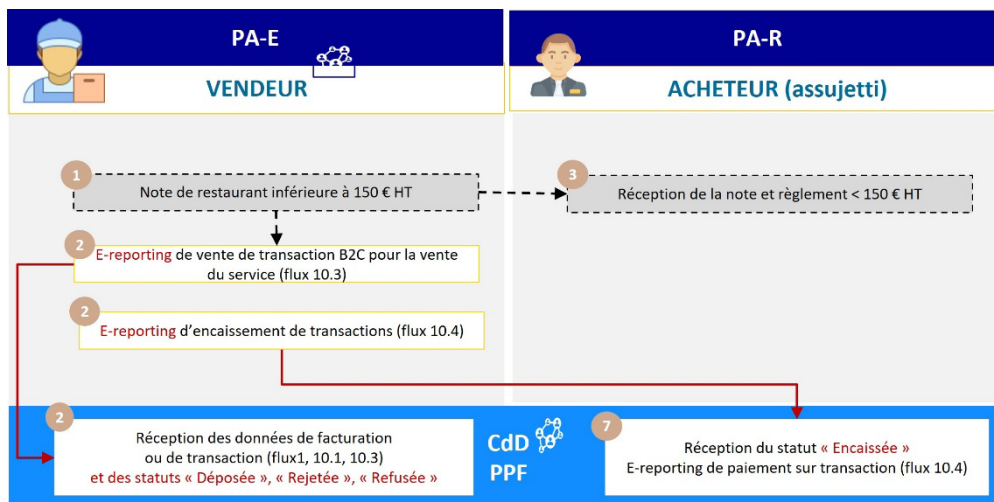 PA-E
PA-R
VENDEUR
ACHETEUR (assujetti)
1
Note de restaurant inférieure à 150 € HT
3
Réception de la note et règlement < 150 € HT
2
E-reporting de vente de transaction B2C pour la vente
du service (flux 10.3)
2
E-reporting d’encaissement de transactions (flux 10.4)
2
Réception des données de facturation
ou de transaction (flux1, 10.1, 10.3)
et des statuts « Déposée », « Rejetée », « Refusée »
CdD
PPF
7
Réception du statut « Encaissée »
E-reporting de paiement sur transaction (flux 10.4)